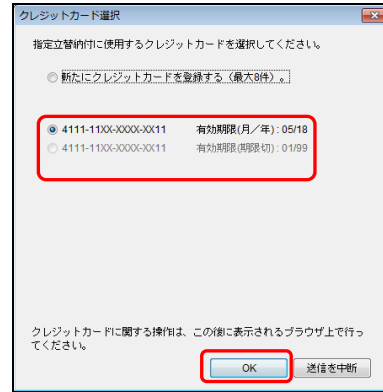 クレジットカード選択
指定立替納付に使用するクレジットカードを選択してください。
新たにクレジットカードを登録する（最大8件）。
4111-11XX-XXXX-XX11 有効期限(月／年): 05/18
4111-11XX-XXXX-XX11 有効期限(期限切): 01/99
クレジットカードに関する操作は、この後に表示されるブラウザ上で行っ
てください。
OK 送信を中断